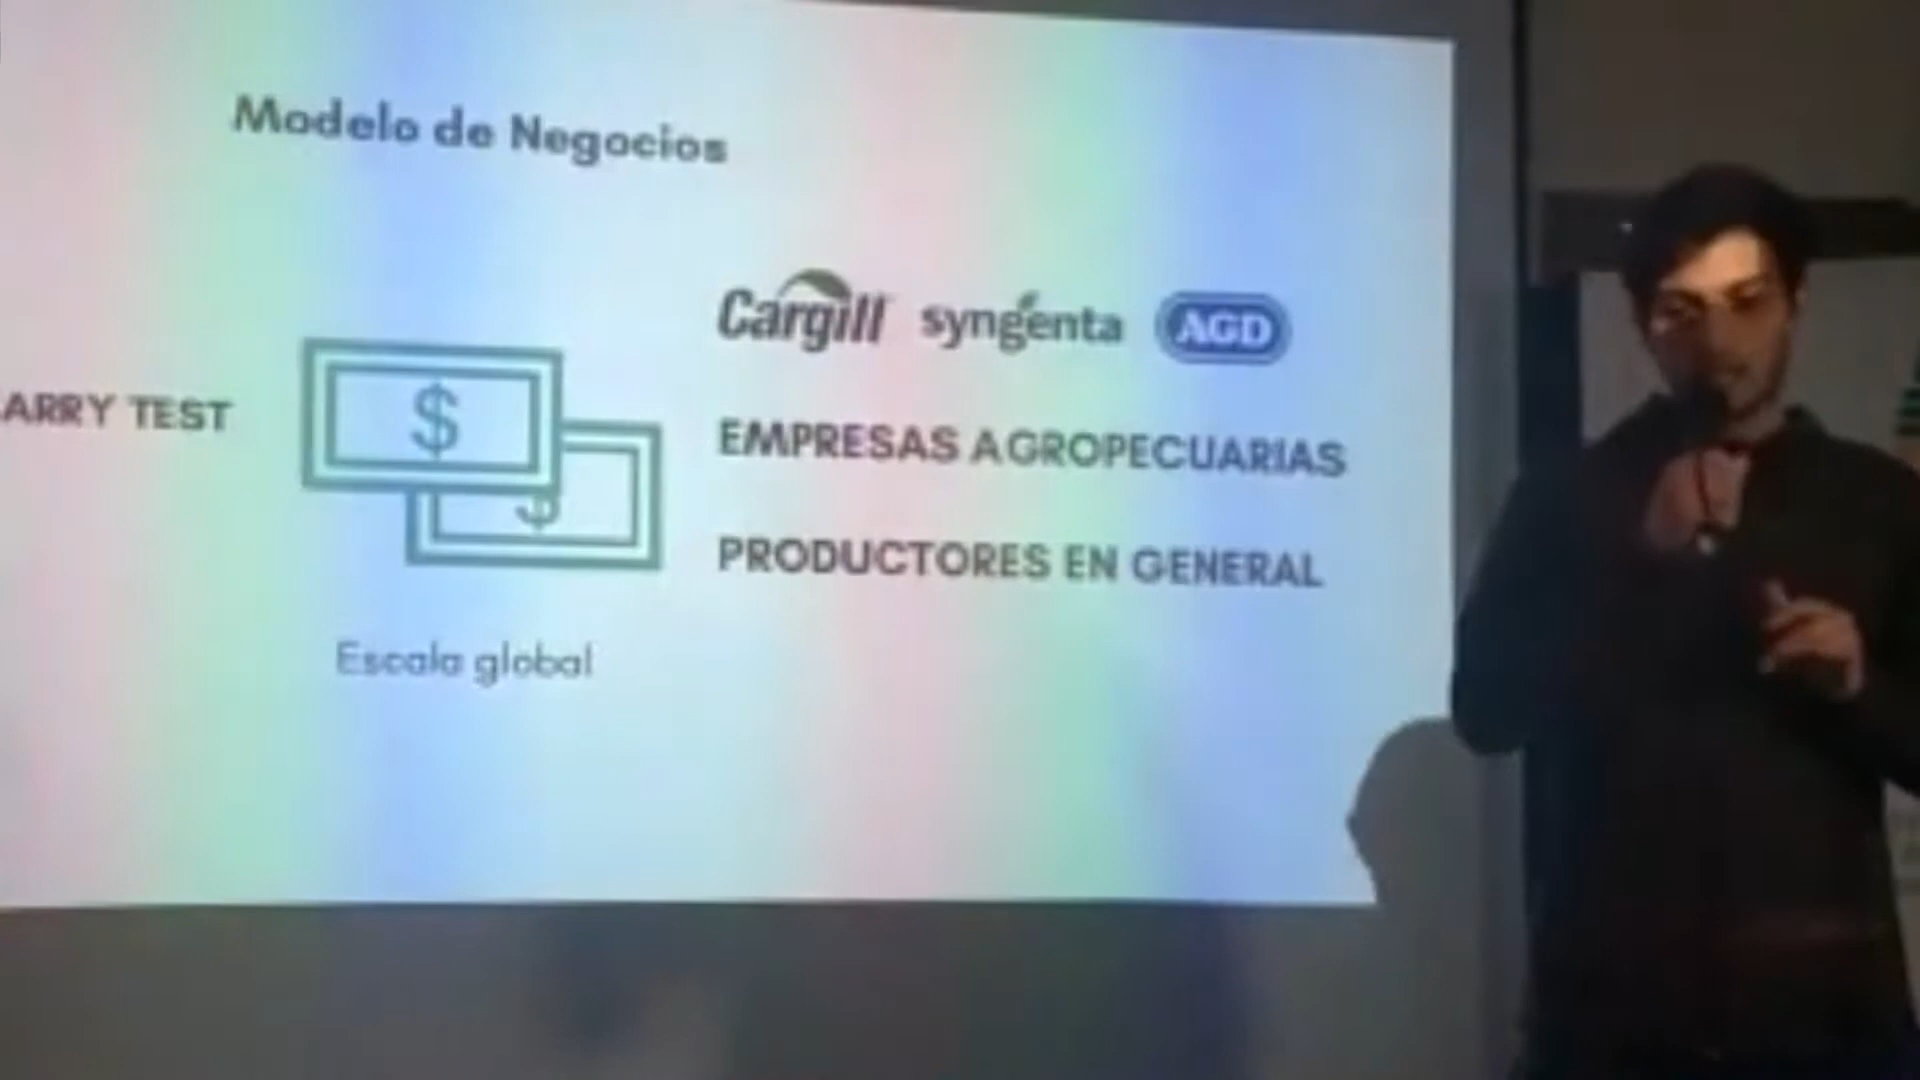 Modelo de Negocios
Cargill syngenta AGD
ARRY TEST
$
$
EMPRESAS AGROPECUARIAS
PRODUCTORES EN GENERAL
Escala global